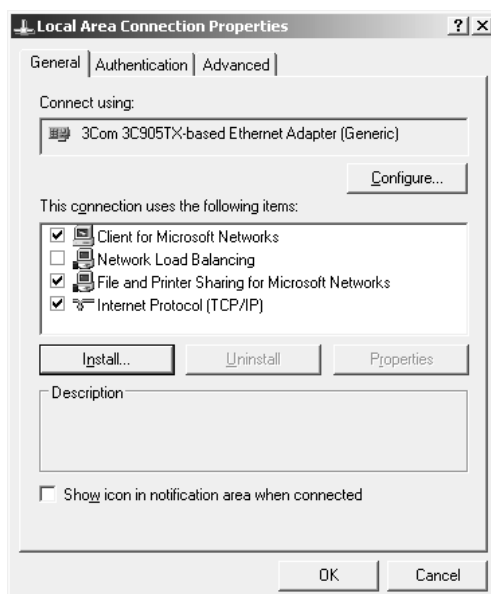 Local Area Connection Properties
General Authentication Advanced
Connect using:
3Com 3C905TX-based Ethernet Adapter (Generic)
Configure...
This connection uses the following items:
Client for Microsoft Networks
Network Load Balancing
File and Printer Sharing for Microsoft Networks
Internet Protocol (TCP/IP)
Install... Uninstall Properties
Description
Show icon in notification area when connected
OK Cancel